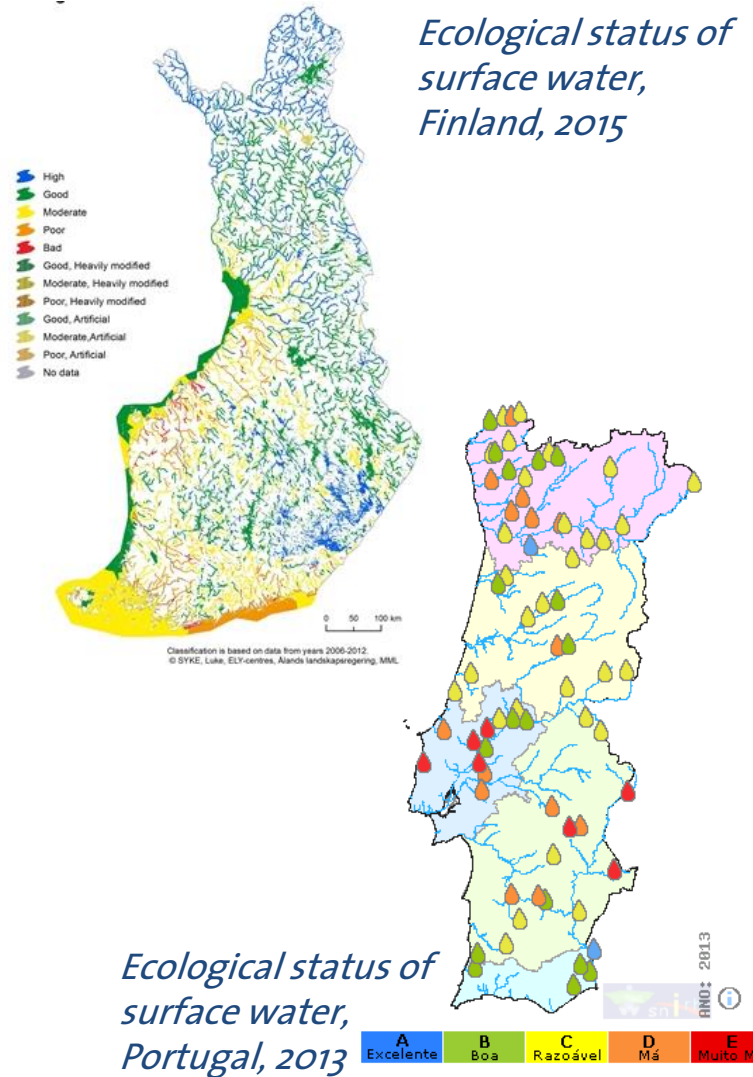 Ecological status of
surface water,
Finland, 2015
High
Good
Moderate
Poor
Bad
Good, Heavily modified
Moderate, Heavily modified
Poor, Heavily modified
Good, Artificial
Moderate,Artificial
Poor, Artificial
No data
0 50 100 km
Classification is based on data from years 2006-2012.
© SYKE, Luke, ELY-centres, Ålands landskapsregering, MML
ANO: 2013
Ecological status of
surface water,
Portugal, 2013
A B C D E
Excelente Boa Razoável Má Muito M